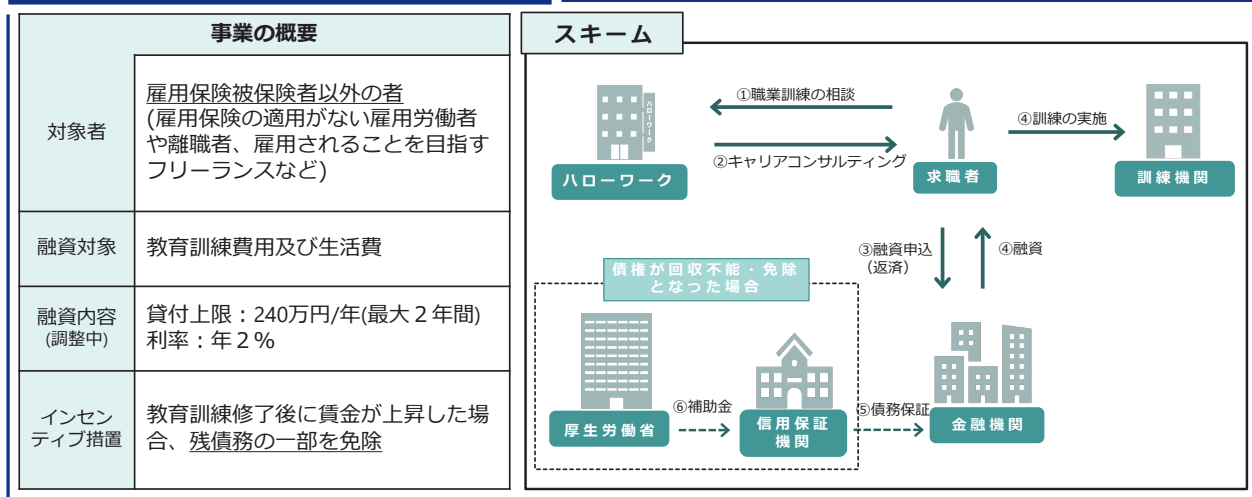 事業の概要
対象者
雇用保険被保険者以外の者
(雇用保険の適用がない雇用労働者
や離職者、雇用されることを目指す
フリーランスなど)
融資対象
教育訓練費用及び生活費
融資内容
(調整中)
貸付上限：240万円/年(最大２年間)
利率：年２％
インセン
ティブ措置
教育訓練修了後に賃金が上昇した場
合、残債務の一部を免除
スキーム
①職業訓練の相談
④訓練の実施
ハローワーク
②キャリアコンサルティング
ハローワーク
求職者
訓練機関
③融資申込
（返済）
④融資
債権が回収不能・免除
となった場合
⑥補助金
⑤債務保証
厚生労働省
信用保証
機関
金融機関